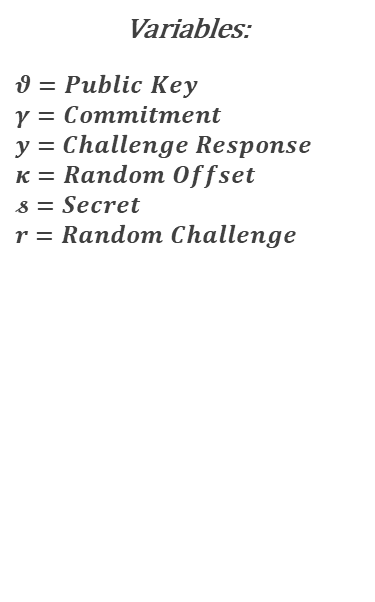 Variables:
ϑ = Public Key
γ = Commitment
y = Challenge Response
κ = Random Offset
𝓈 = Secret
r = Random Challenge